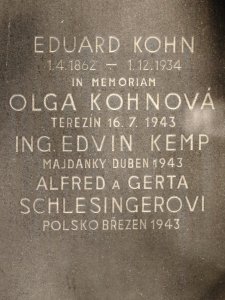 EDUARD KOHN
1.4.1862 – 1.12.1934
IN MEMORIAM
OLGA KOHNOVÁ
TEREZÍN 16.7.1943
ING. EDVIN KEMP
MAJDÁNKY DUBEN 1943
ALFRED A GERTA
SCHLESINGEROVI
POLSKO BŘEZEN 1943